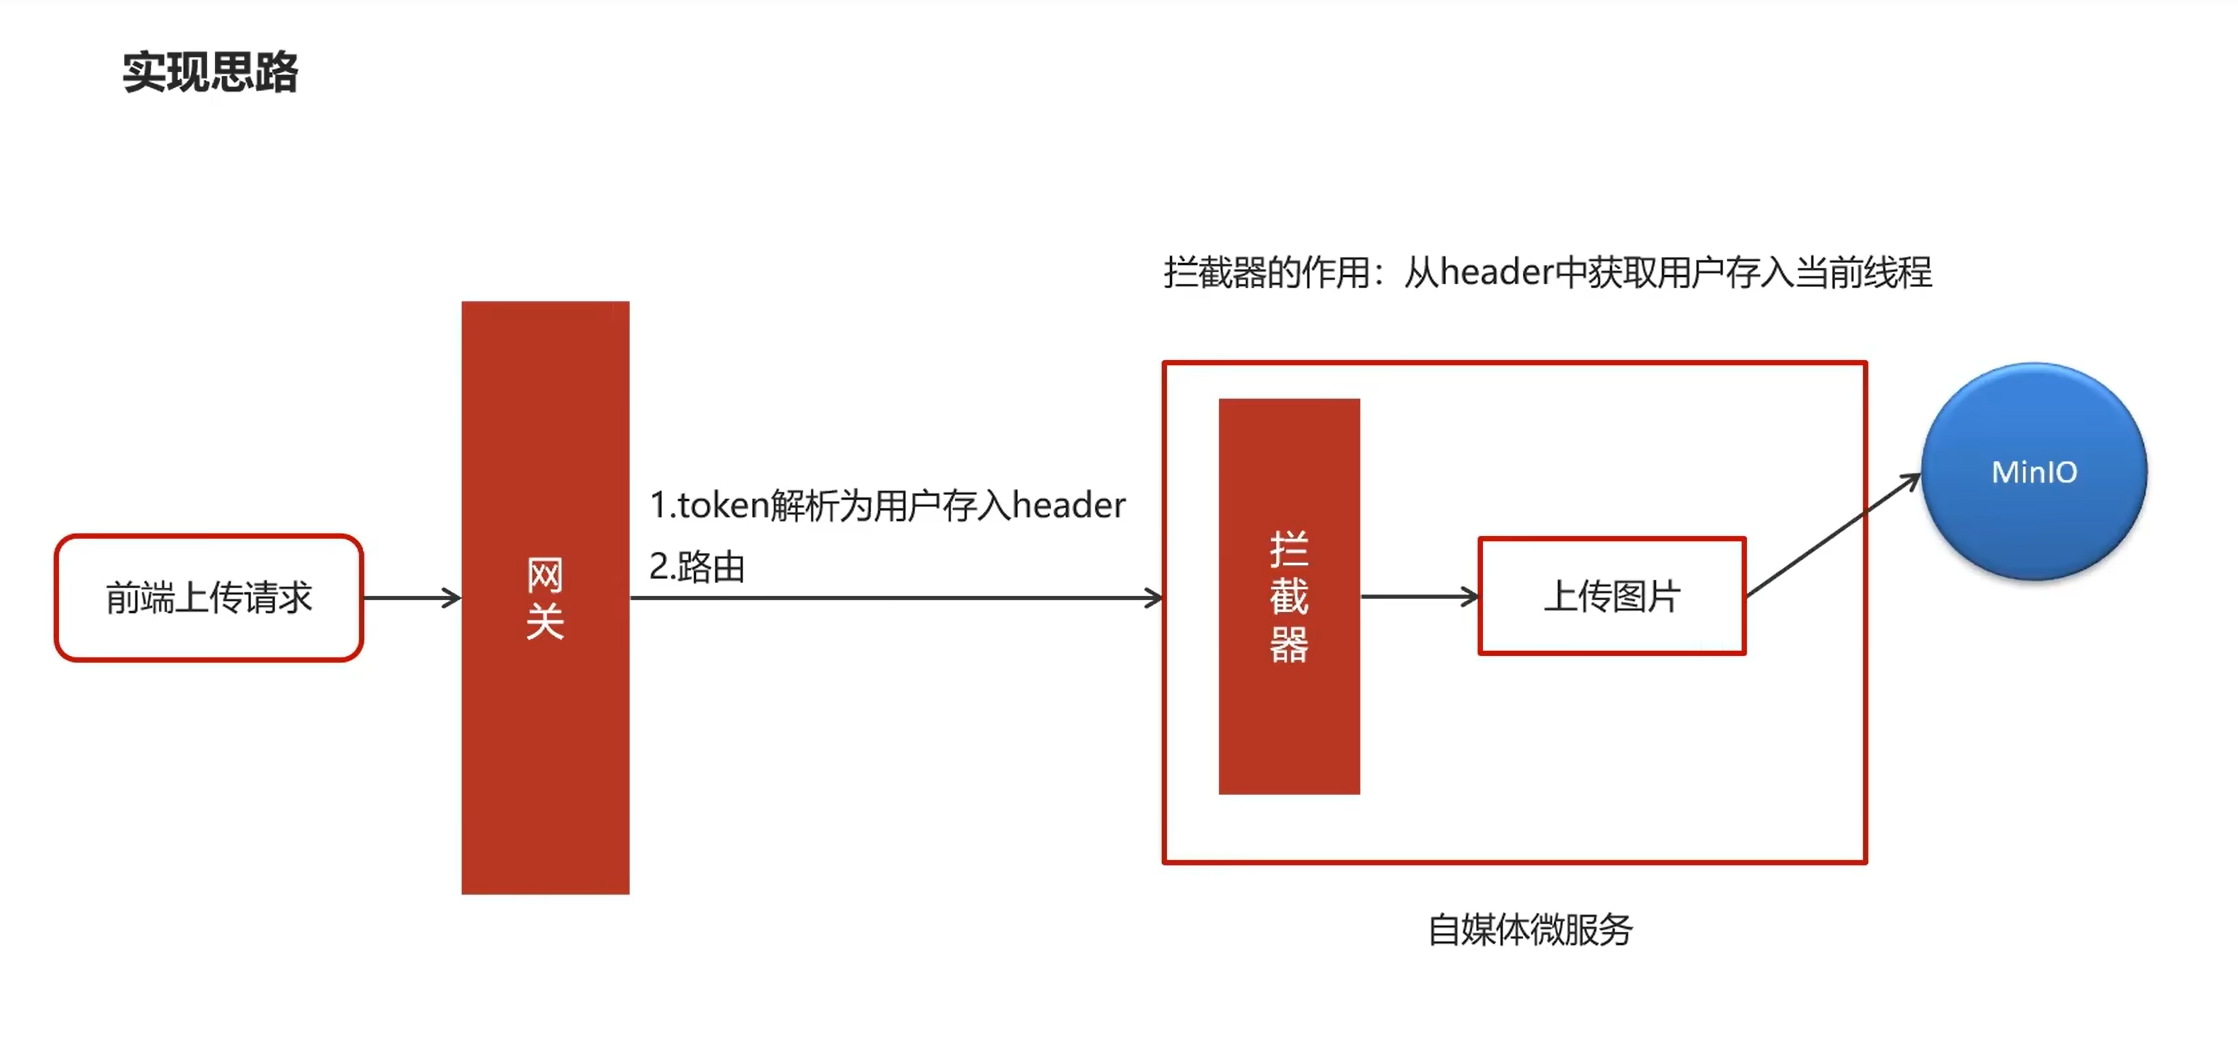 实现思路
拦截器的作用：从header中获取用户存入当前线程
MinIO
1.token解析为用户存入header
2.路由
前端上传请求
网关
拦截器
上传图片
自媒体微服务